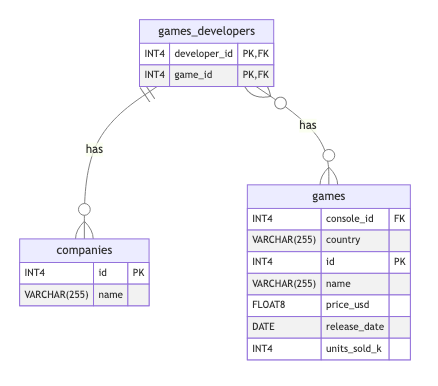 games_developers
INT4 developer_id PK,FK
INT4 game_id PK,FK
has
has
companies
INT4 id PK
VARCHAR(255) name
games
INT4 console_id FK
VARCHAR(255) country
INT4 id PK
VARCHAR(255) name
FLOAT8 price_usd
DATE release_date
INT4 units_sold_k